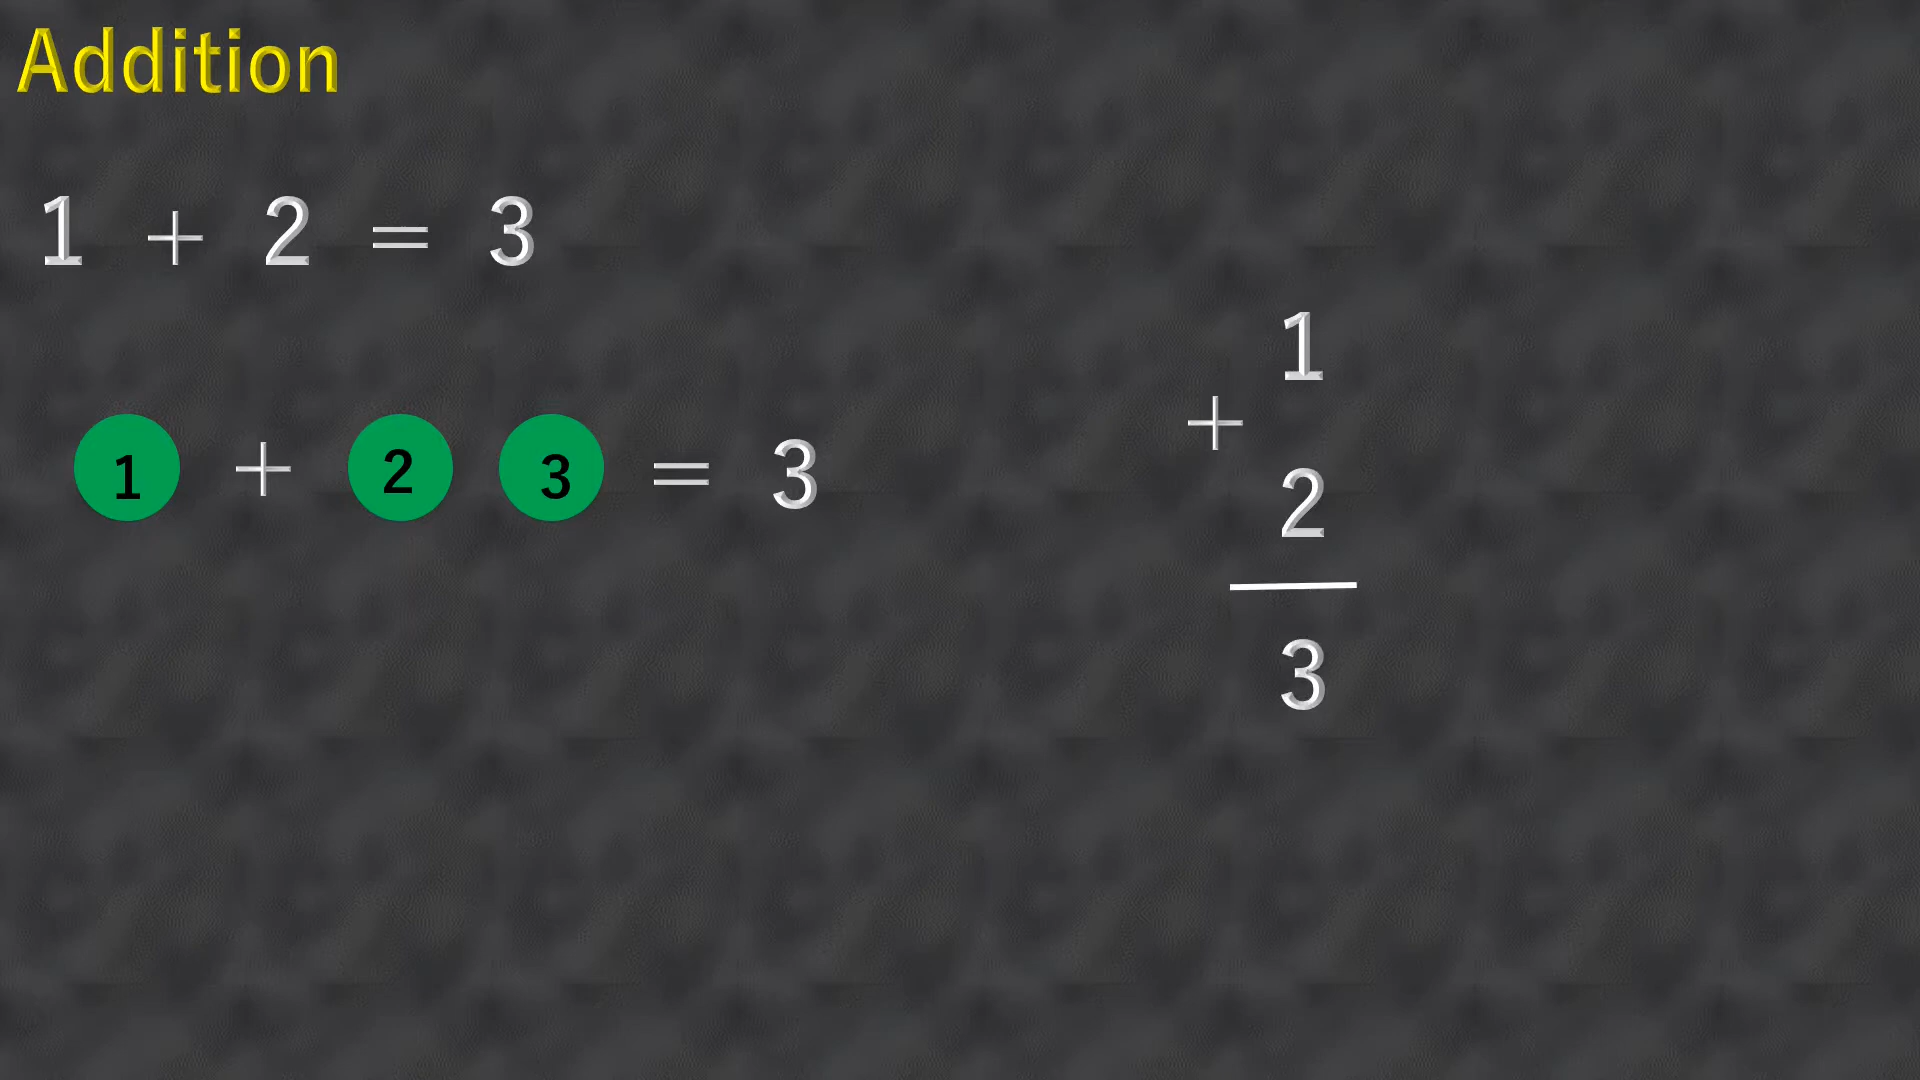 Addition
1 + 2 = 3
1 + 2 3 = 3
1
+
2
3